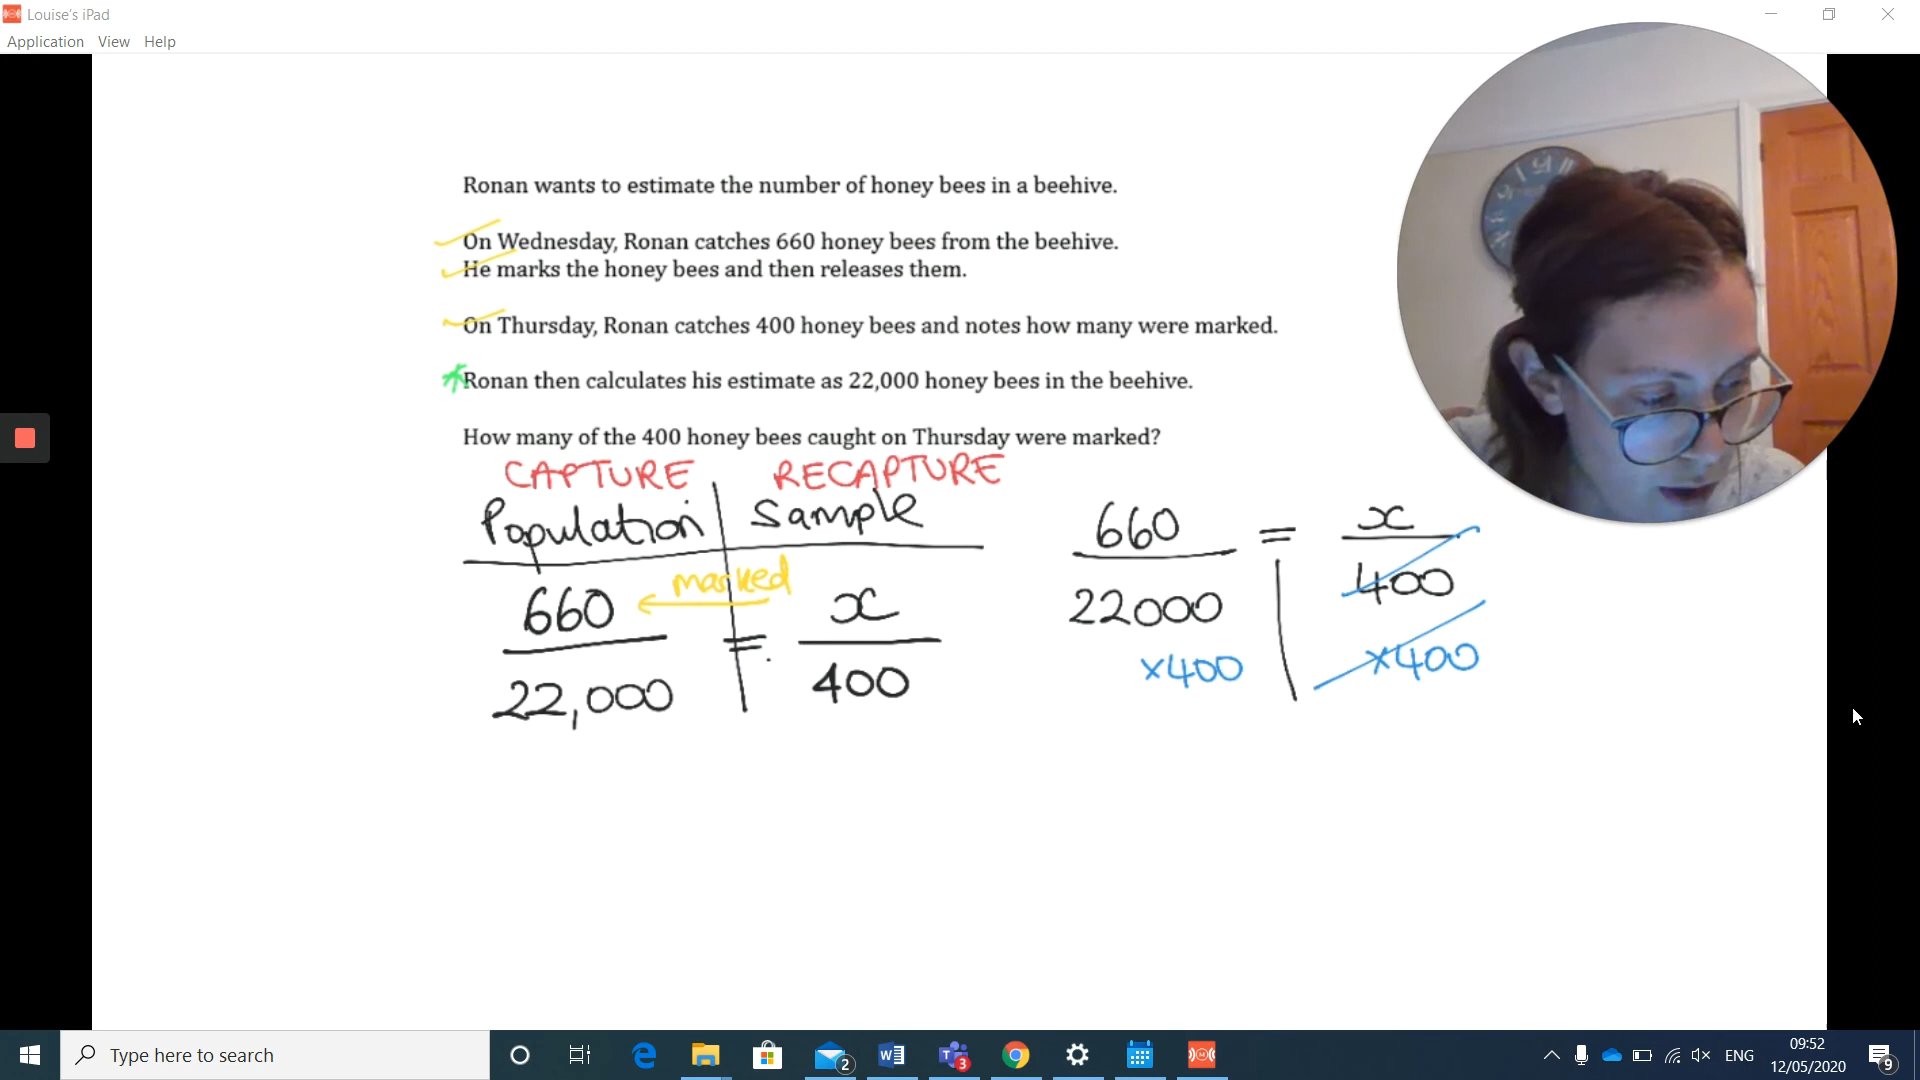 Louise's iPad
Application View Help
Ronan wants to estimate the number of honey bees in a beehive.
On Wednesday, Ronan catches 660 honey bees from the beehive.
He marks the honey bees and then releases them.
On Thursday, Ronan catches 400 honey bees and notes how many were marked.
Ronan then calculates his estimate as 22,000 honey bees in the beehive.
How many of the 400 honey bees caught on Thursday were marked?
CAPTURE RECAPTURE
Population Sample
marked
660 = x
22,000 400
660 = x
22000 400
×400 ×400
Type here to search
2
3
ENG
09:52
12/05/2020
9